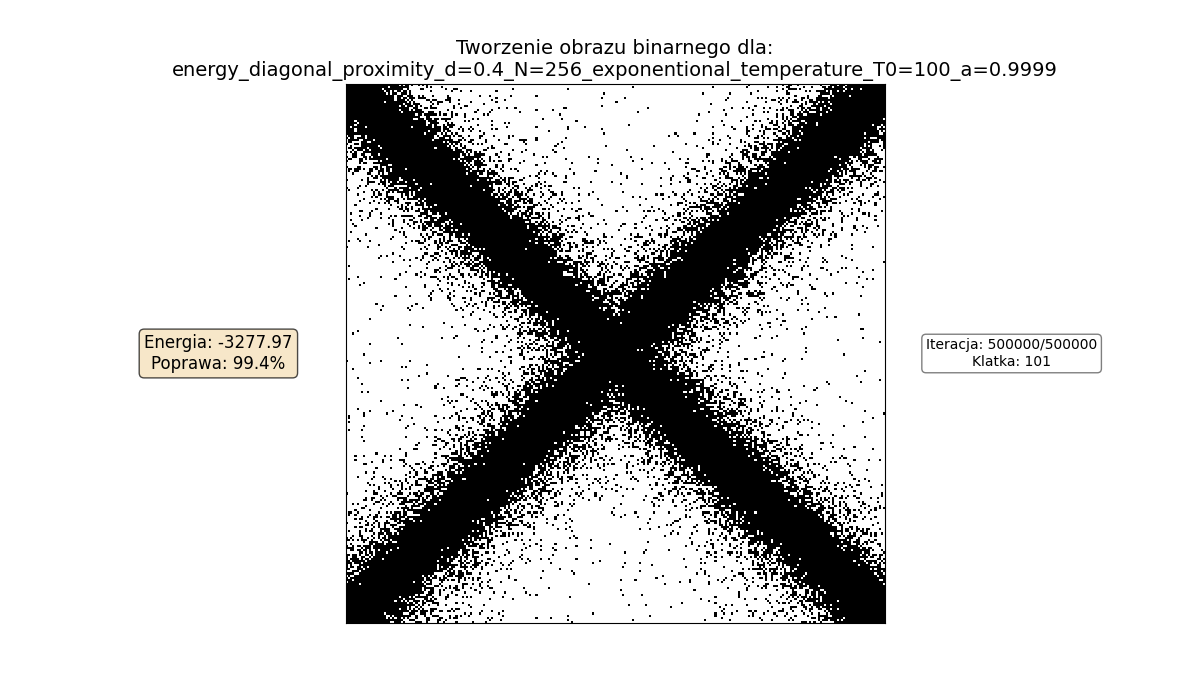 Tworzenie obrazu binarnego dla:
energy_diagonal_proximity_d=0.4_N=256_exponentional_temperature_T0=100_a=0.9999
Energia: -3277.97
Poprawa: 99.4%
Iteracja: 500000/500000
Klatka: 101